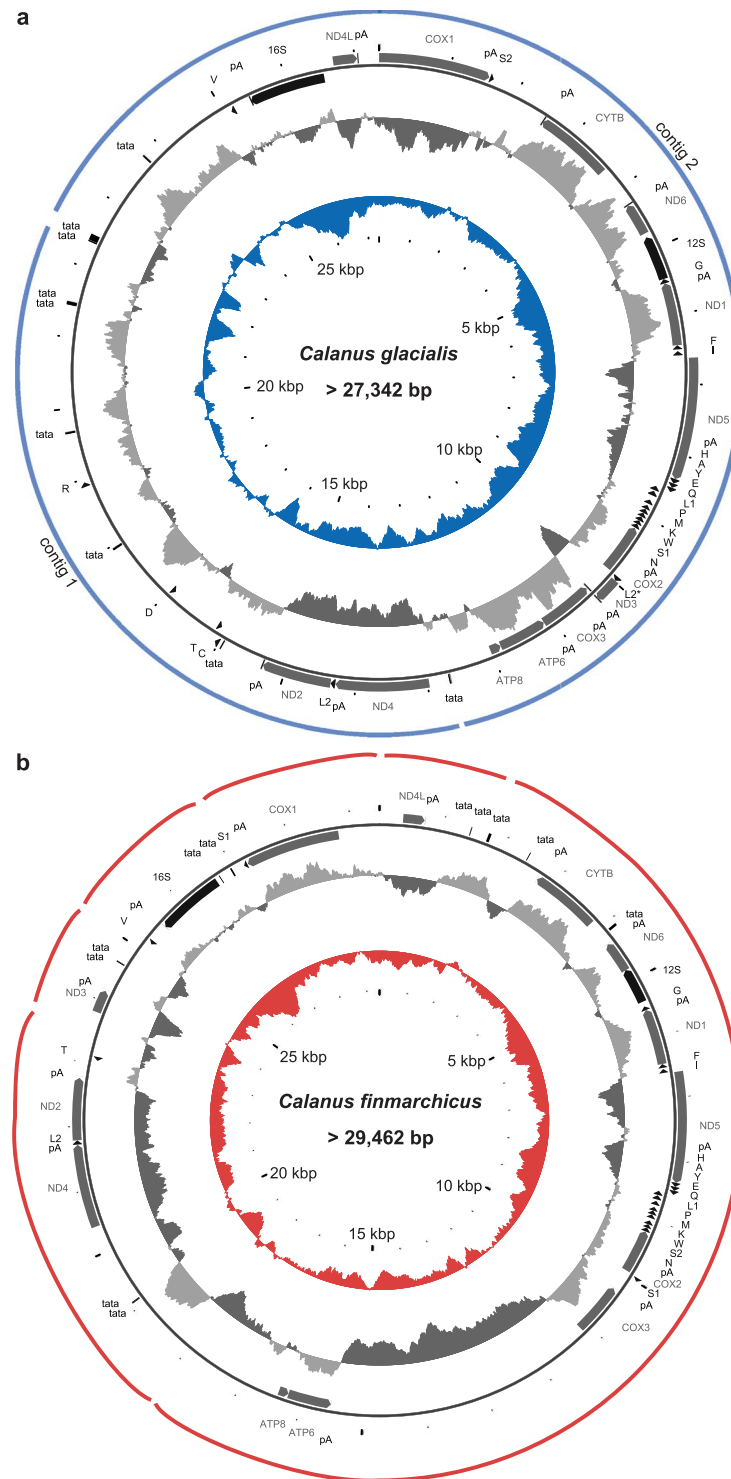 a
ND4L
pA
COX1
pA
S2
16S
pA
V
pA
CYTB
contig 2
tata
pA
ND6
12S
G
pA
tata
tata
25 kbp
tata
tata
ND1
5 kbp
F
I
Calanus glacialis
> 27,342 bp
20 kbp
ND5
tata
10 kbp
pA
H
A
Y
E
Q
L1
P
M
K
W
S1
N
pA
COX2
L2*
ND3
pA
pA
COX3
pA
ATP6
ATP8
R
15 kbp
tata
contig 1
D
T
C
tata
pA
ND2
L2
pA
ND4
tata
b
ND4L
pA
tata
tata
tata
COX1
pA
S1
tata
tata
tata
pA
CYTB
16S
pA
V
tata
pA
ND6
tata
tata
12S
G
pA
pA
ND3
ND1
25 kbp
5 kbp
T
F
I
pA
ND2
Calanus finmarchicus
> 29,462 bp
ND5
L2
pA
ND4
20 kbp
10 kbp
pA
H
A
Y
E
Q
L1
P
M
K
W
S2
N
pA
COX2
S1
pA
COX3
15 kbp
tata
tata
ATP8
ATP6
pA